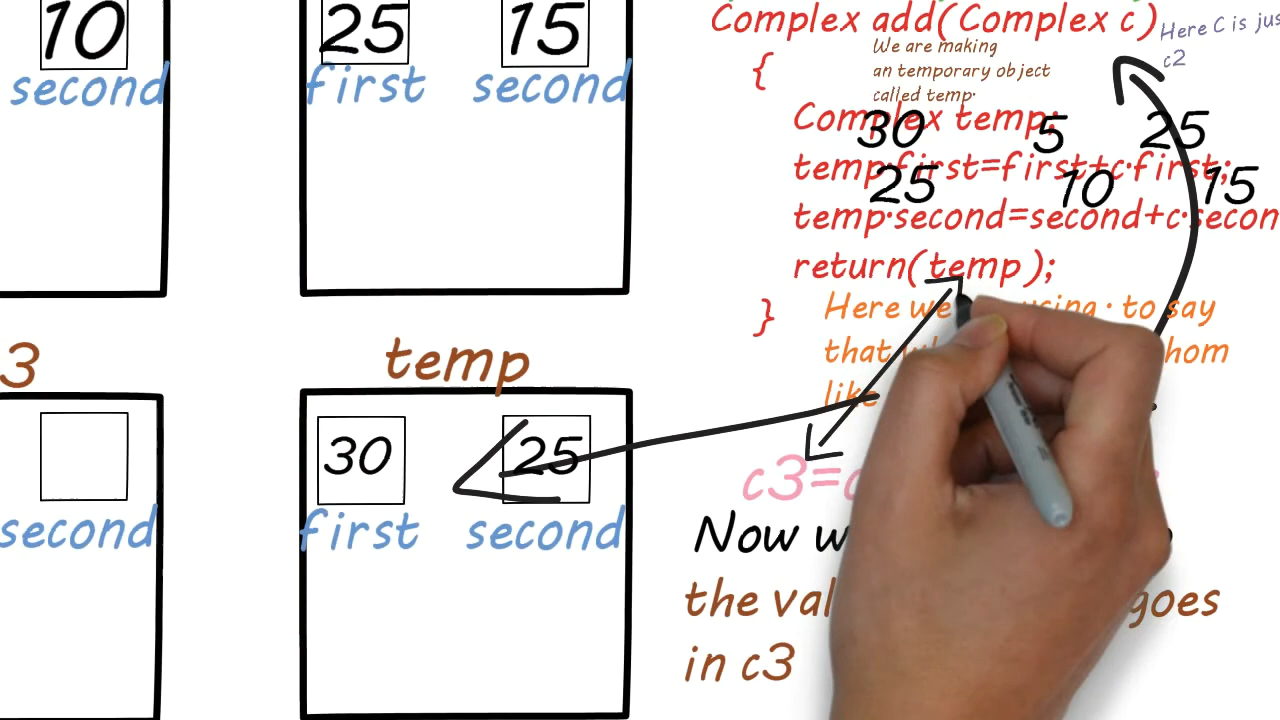 10
second
25
first
15
second
3
second
temp
30
first
25
second
Complex add(Complex c)
Here C is
c2
{
We are making
an temporary object
called temp.
Complex temp;
30 5 25
temp.first=first+c.first;
25 10 15
temp.second=second+c.secon
return(temp);
}
Here we using . to say
that
like
c3=
Now
the goes
in c3